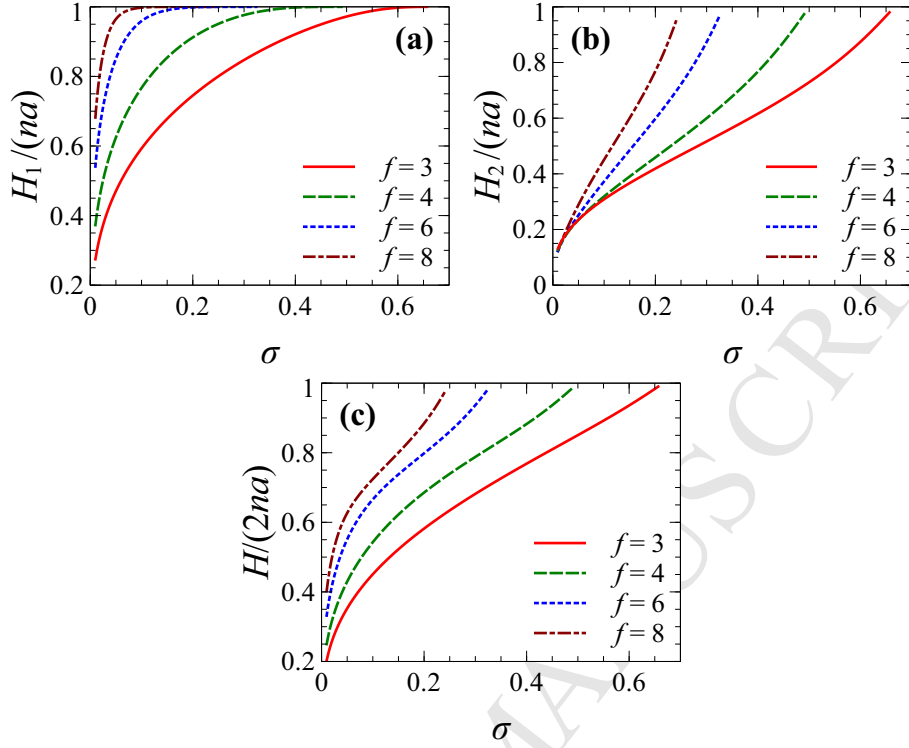 (a)
H₁/(na)
1
0.8
0.6
0.4
0.2
0 0.2 0.4 0.6
σ
f = 3
f = 4
f = 6
f = 8
(b)
H₂/(na)
1
0.8
0.6
0.4
0.2
0
0 0.2 0.4 0.6
σ
f = 3
f = 4
f = 6
f = 8
(c)
H/(2na)
1
0.8
0.6
0.4
0.2
0 0.2 0.4 0.6
σ
f = 3
f = 4
f = 6
f = 8
MANUSCRI